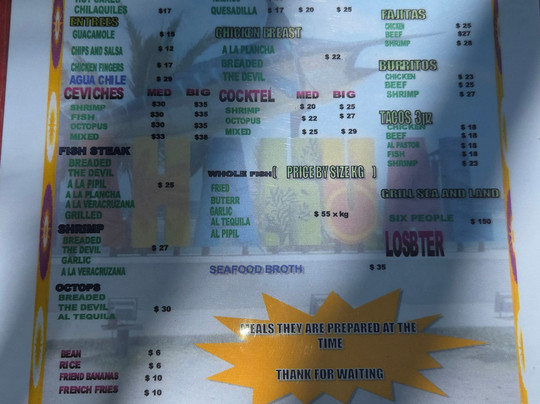 HOT CAKES
CHILAQUILES $17
ENTREES
GUACAMOLE $ 18
CHIPS AND SALSA $ 12
CHICKEN FINGERS $ 17
AGUA CHILE $ 29
CEVICHES MED BIG
SHRIMP $30 $35
FISH $30 $35
OCTOPUS $30 $35
MIXED $33 $38
FISH STEAK
BREADED
THE DEVIL
A LA PIPIL $ 25
A LA PLANCHA
A LA VERACRUZANA
GRILLED
SHRIMP
BREADED
THE DEVIL $ 27
GARLIC
A LA VERACRUZANA
OCTOPS
BREADED
THE DEVIL $ 30
AL TEQUILA
BEAN $ 6
RICE $ 6
FRIEND BANANAS $ 10
FRENCH FRIES $ 10
QUESADILLA $ 17 $ 20 $ 25
CHICKEN BREAST
A LA PLANCHA
BREADED $ 22
THE DEVIL
COCKTEL MED BIG
SHRIMP $ 20 $ 25
OCTOPUS $ 22 $ 27
MIXED $ 25 $ 29
WHOLE FISH( PRICE BY SIZE KG )
FRIED
BUTERR
GARLIC $ 55 x kg
AL TEQUILA
AL PIPIL
SEAFOOD BROTH $ 35
MEALS THEY ARE PREPARED AT THE
TIME
THANK FOR WAITING
FAJITAS
CHICKEN $ 25
BEEF $27
SHRIMP $ 28
BURRITOS
CHICKEN $ 23
BEEF $ 25
SHRIMP $ 27
TACOS 3pz
CHICKEN $ 18
BEEF $ 18
AL PASTOR $ 18
FISH $ 18
SHRIMP $ 23
GRILL SEA AND LAND
SIX PEOPLE $ 150
LOSBTER